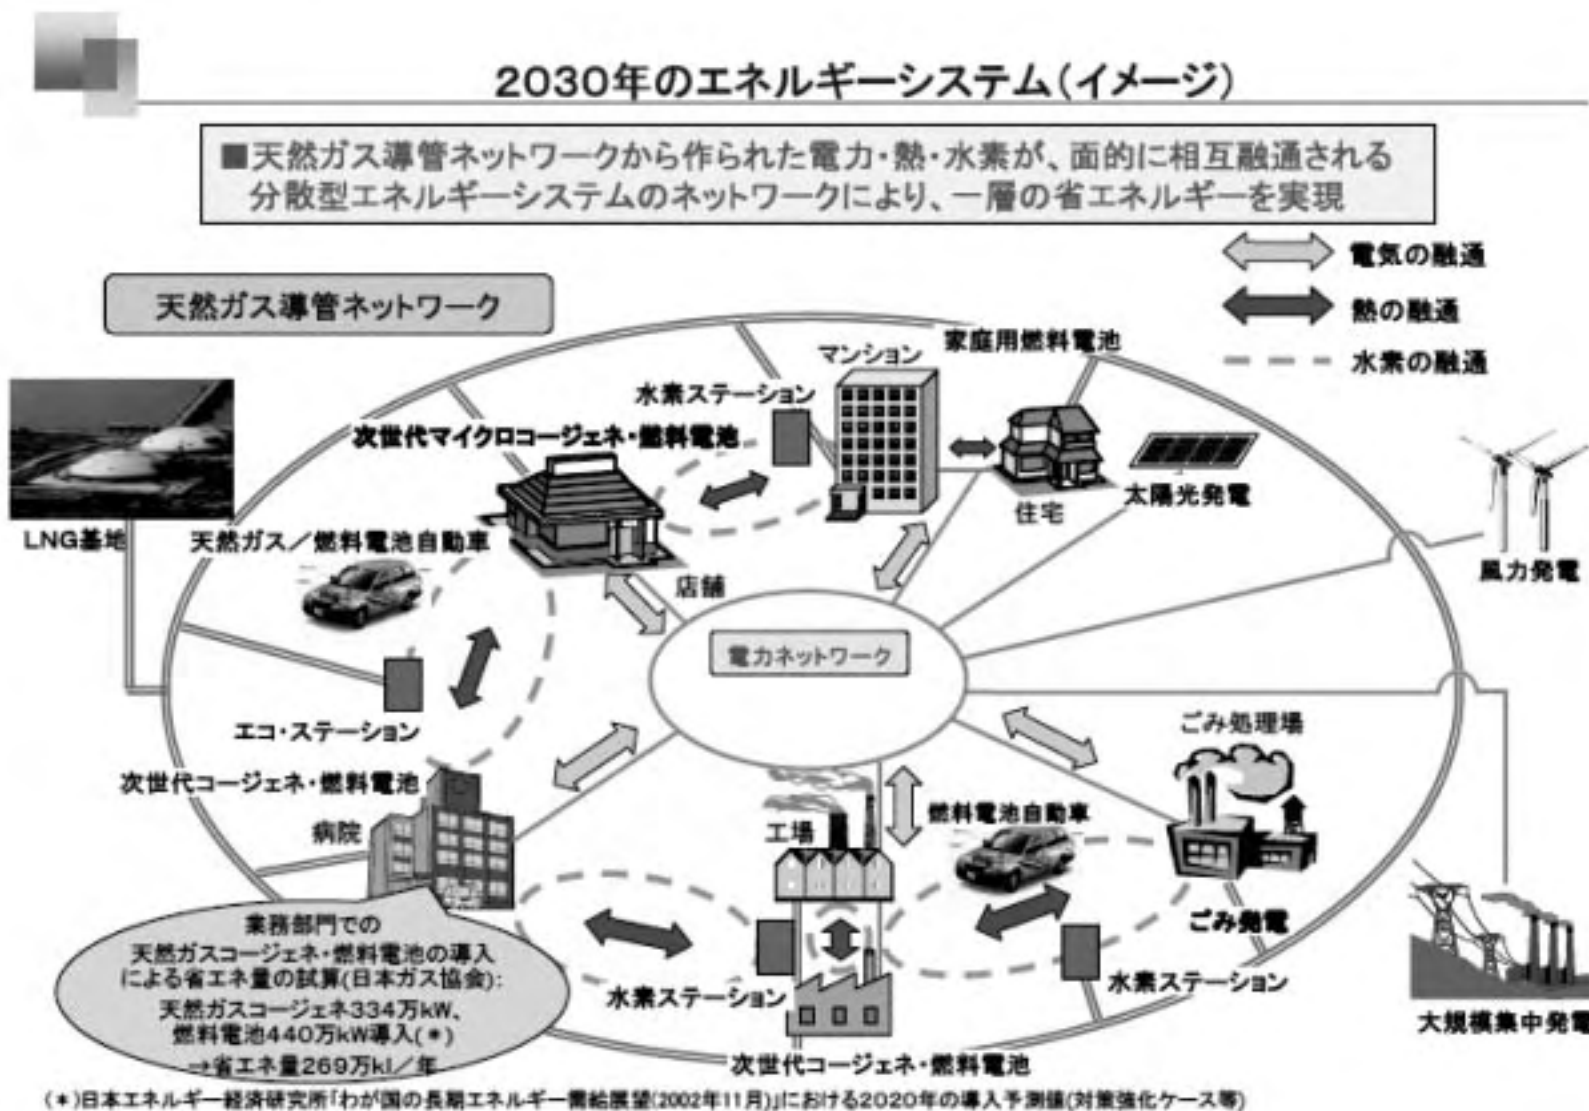 2030年のエネルギーシステム(イメージ)
■天然ガス導管ネットワークから作られた電力・熱・水素が、面的に相互融通される
分散型エネルギーシステムのネットワークにより、一層の省エネルギーを実現
電気の融通
熱の融通
水素の融通
天然ガス導管ネットワーク
マンション
家庭用燃料電池
水素ステーション
次世代マイクロコージェネ・燃料電池
住宅
太陽光発電
風力発電
LNG基地
天然ガス/燃料電池自動車
店舗
電力ネットワーク
エコ・ステーション
ごみ処理場
次世代コージェネ・燃料電池
病院
工場
燃料電池自動車
ごみ発電
水素ステーション
水素ステーション
大規模集中発電
次世代コージェネ・燃料電池
業務部門での
天然ガスコージェネ・燃料電池の導入
による省エネ量の試算(日本ガス協会):
天然ガスコージェネ334万kW、
燃料電池440万kW導入(*)
→省エネ量269万kl/年
(*)日本エネルギー経済研究所「わが国の長期エネルギー需給展望(2002年11月)」における2020年の導入予測値(対策強化ケース等)